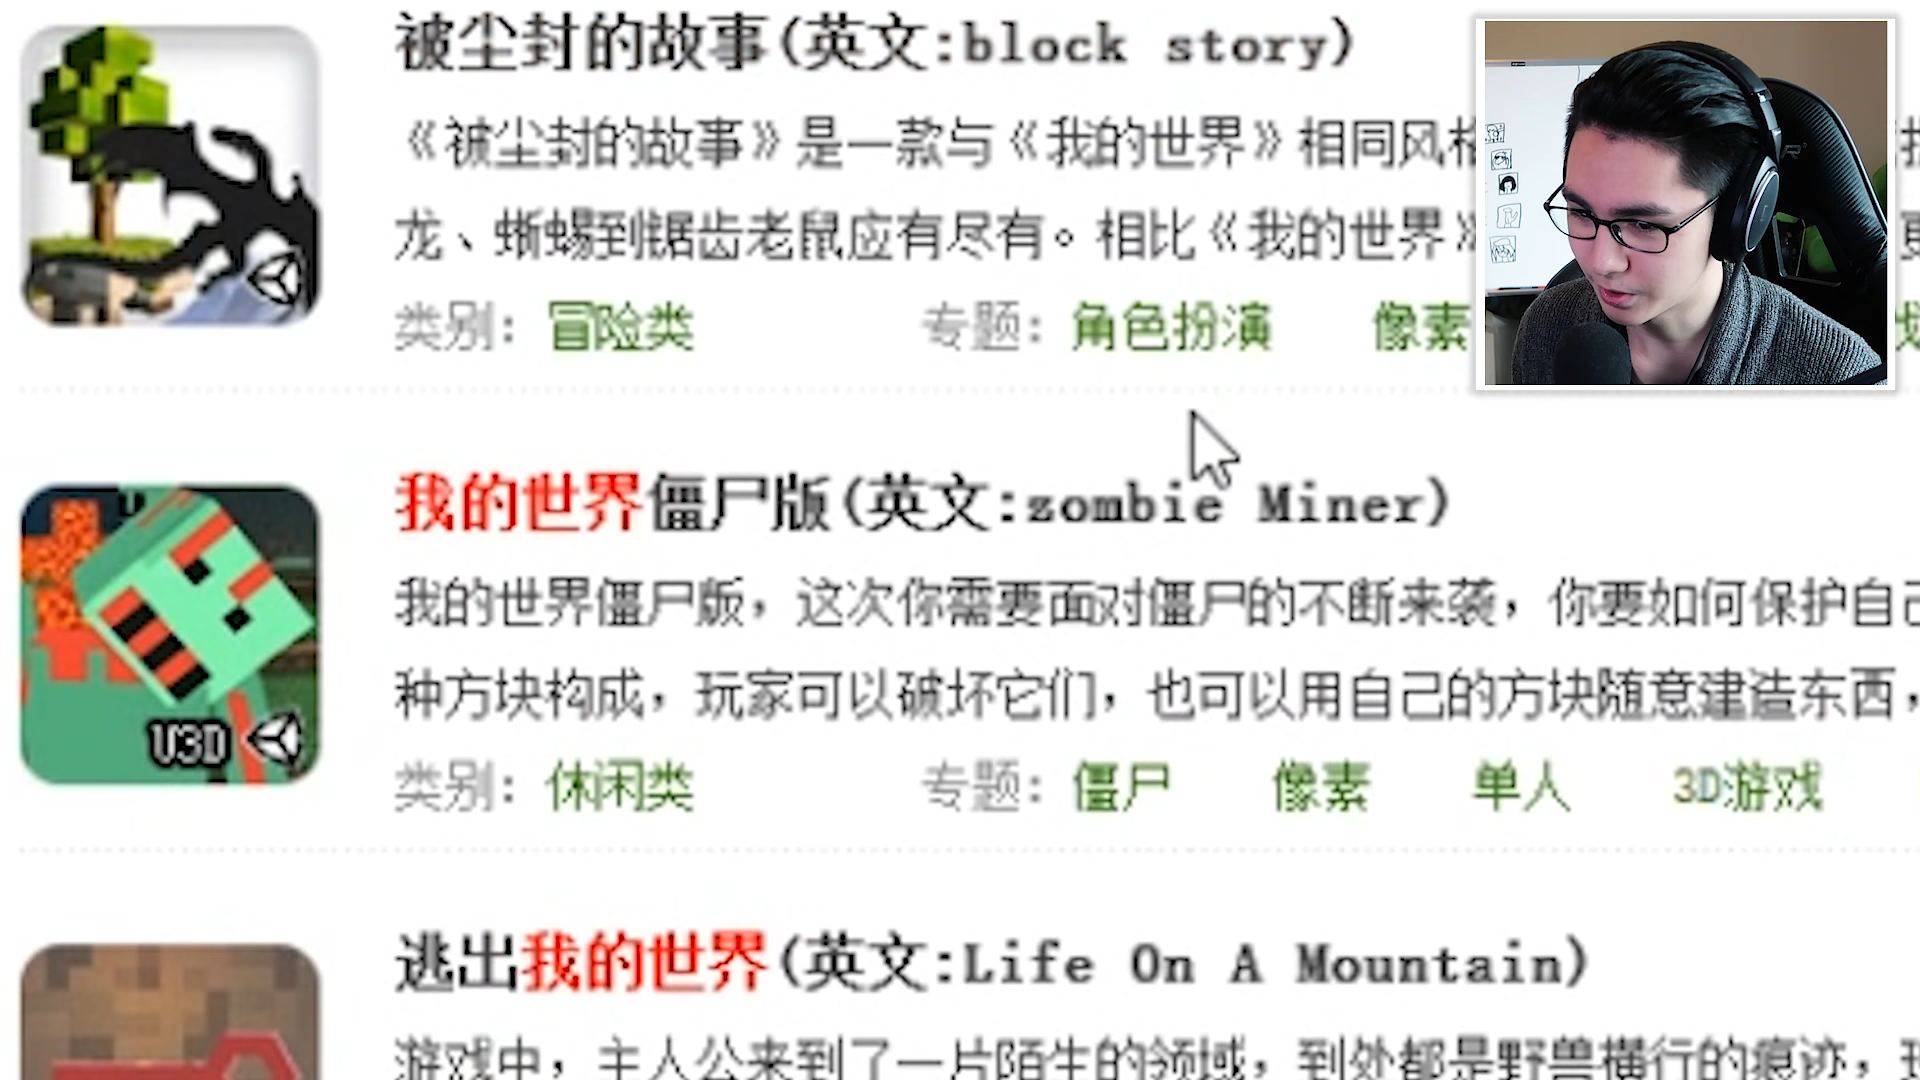 被尘封的故事(英文:block story)
《被尘封的故事》是一款与《我的世界》相同风格
龙、蜥蜴到锯齿老鼠应有尽有。相比《我的世界》
类别: 冒险类 专题: 角色扮演 像素
我的世界僵尸版(英文:zombie Miner)
我的世界僵尸版,这次你需要面对僵尸的不断来袭,你要如何保护自己
种方块构成,玩家可以破坏它们,也可以用自己的方块随意建造东西,
U3D
类别: 休闲类 专题: 僵尸 像素 单人 3D游戏
逃出我的世界(英文:Life On A Mountain)
游戏中,主人公来到了一片陌生的领域,到处都是野兽横行的痕迹,